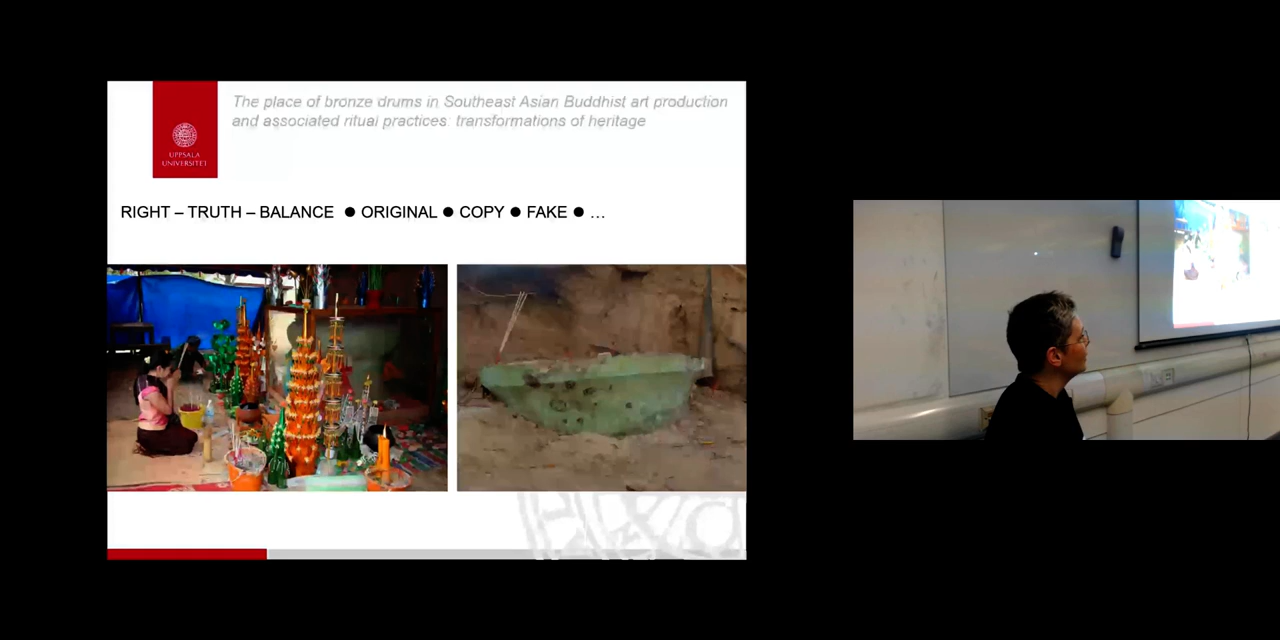 The place of bronze drums in Southeast Asian Buddhist art production
and associated ritual practices: transformations of heritage
UPPSALA
UNIVERSITET
RIGHT – TRUTH – BALANCE ● ORIGINAL ● COPY ● FAKE ● …